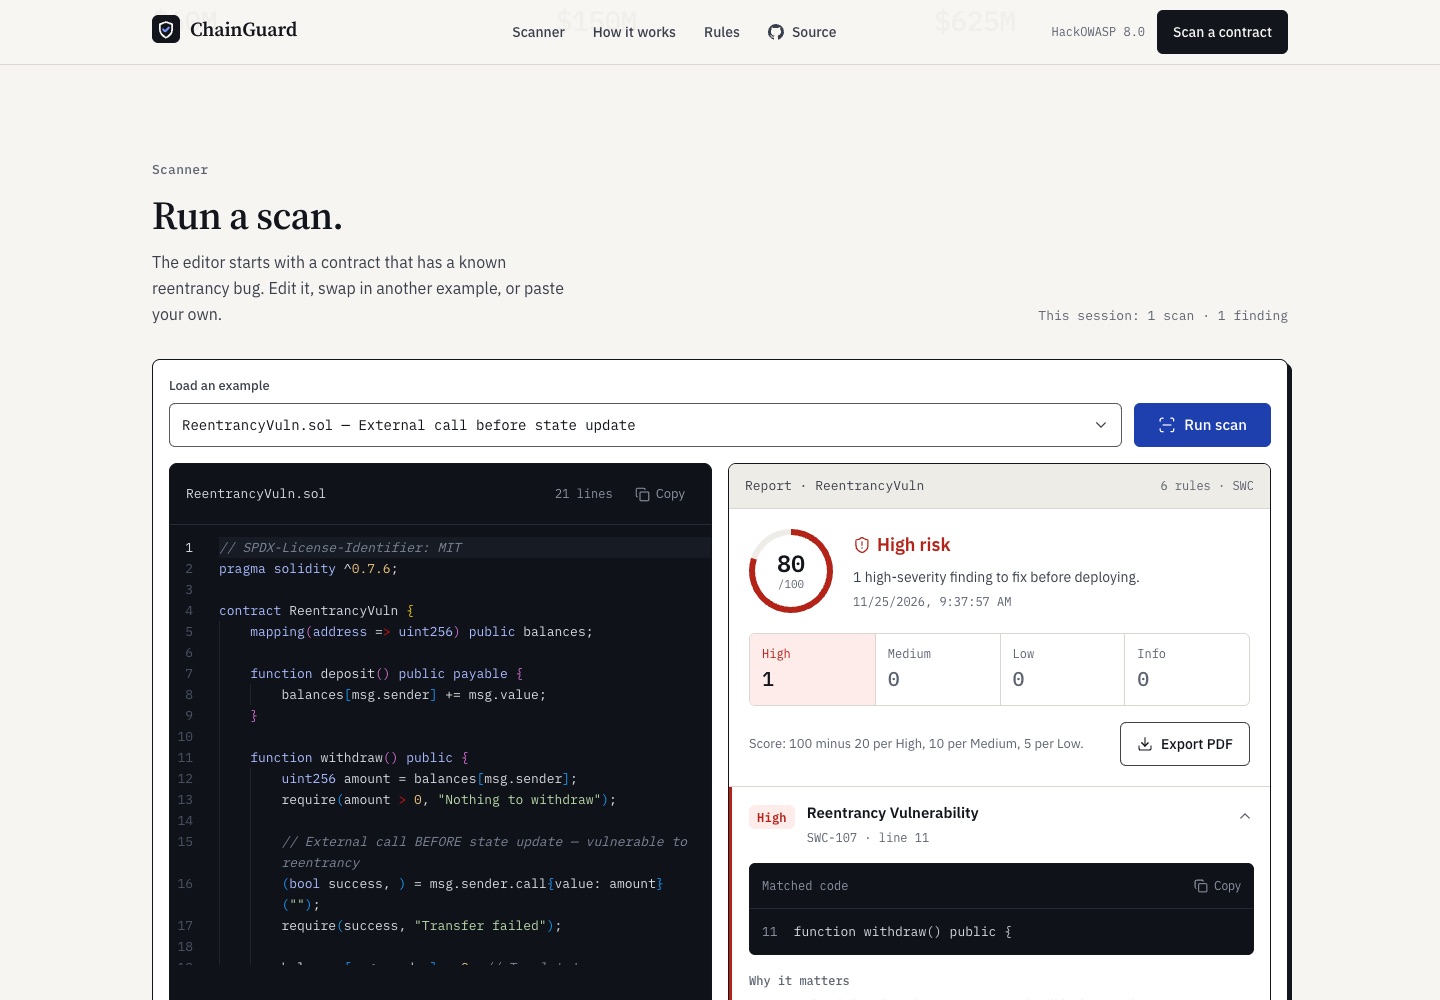 $150M
$625M
ChainGuard
Scanner
How it works
Rules
Source
HackOWASP 8.0
Scan a contract
Scanner
Run a scan.
The editor starts with a contract that has a known
reentrancy bug. Edit it, swap in another example, or paste
your own.
This session: 1 scan · 1 finding
Load an example
ReentrancyVuln.sol — External call before state update
Run scan
ReentrancyVuln.sol
21 lines
Copy
1 // SPDX-License-Identifier: MIT
2 pragma solidity ^0.7.6;
3
4 contract ReentrancyVuln {
5 mapping(address => uint256) public balances;
6
7 function deposit() public payable {
8 balances[msg.sender] += msg.value;
9 }
10
11 function withdraw() public {
12 uint256 amount = balances[msg.sender];
13 require(amount > 0, "Nothing to withdraw");
14
15 // External call BEFORE state update — vulnerable to
reentrancy
16 (bool success, ) = msg.sender.call{value: amount}
("");
17 require(success, "Transfer failed");
18
Report · ReentrancyVuln
6 rules · SWC
80
/100
High risk
1 high-severity finding to fix before deploying.
11/25/2026, 9:37:57 AM
High
1
Medium
0
Low
0
Info
0
Score: 100 minus 20 per High, 10 per Medium, 5 per Low.
Export PDF
High
Reentrancy Vulnerability
SWC-107 · line 11
Matched code
Copy
11 function withdraw() public {
Why it matters